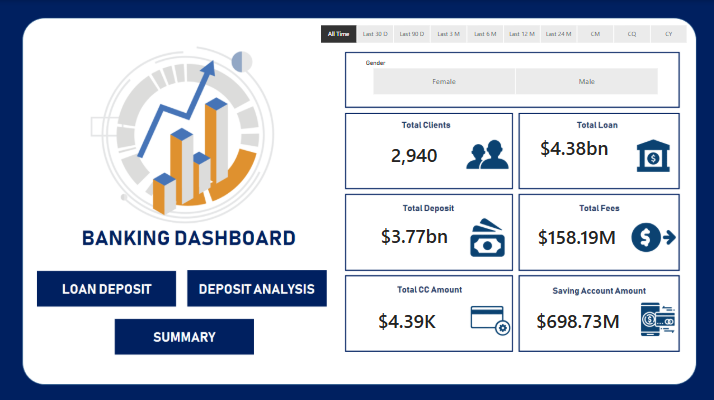 All Time Last 30 D Last 90 D Last 3 M Last 6 M Last 12 M Last 24 M CM CQ CY
Gender
Female Male
Total Clients
2,940
Total Loan
$4.38bn
Total Deposit
$3.77bn
Total Fees
$158.19M
Total CC Amount
$4.39K
Saving Account Amount
$698.73M
BANKING DASHBOARD
LOAN DEPOSIT
DEPOSIT ANALYSIS
SUMMARY